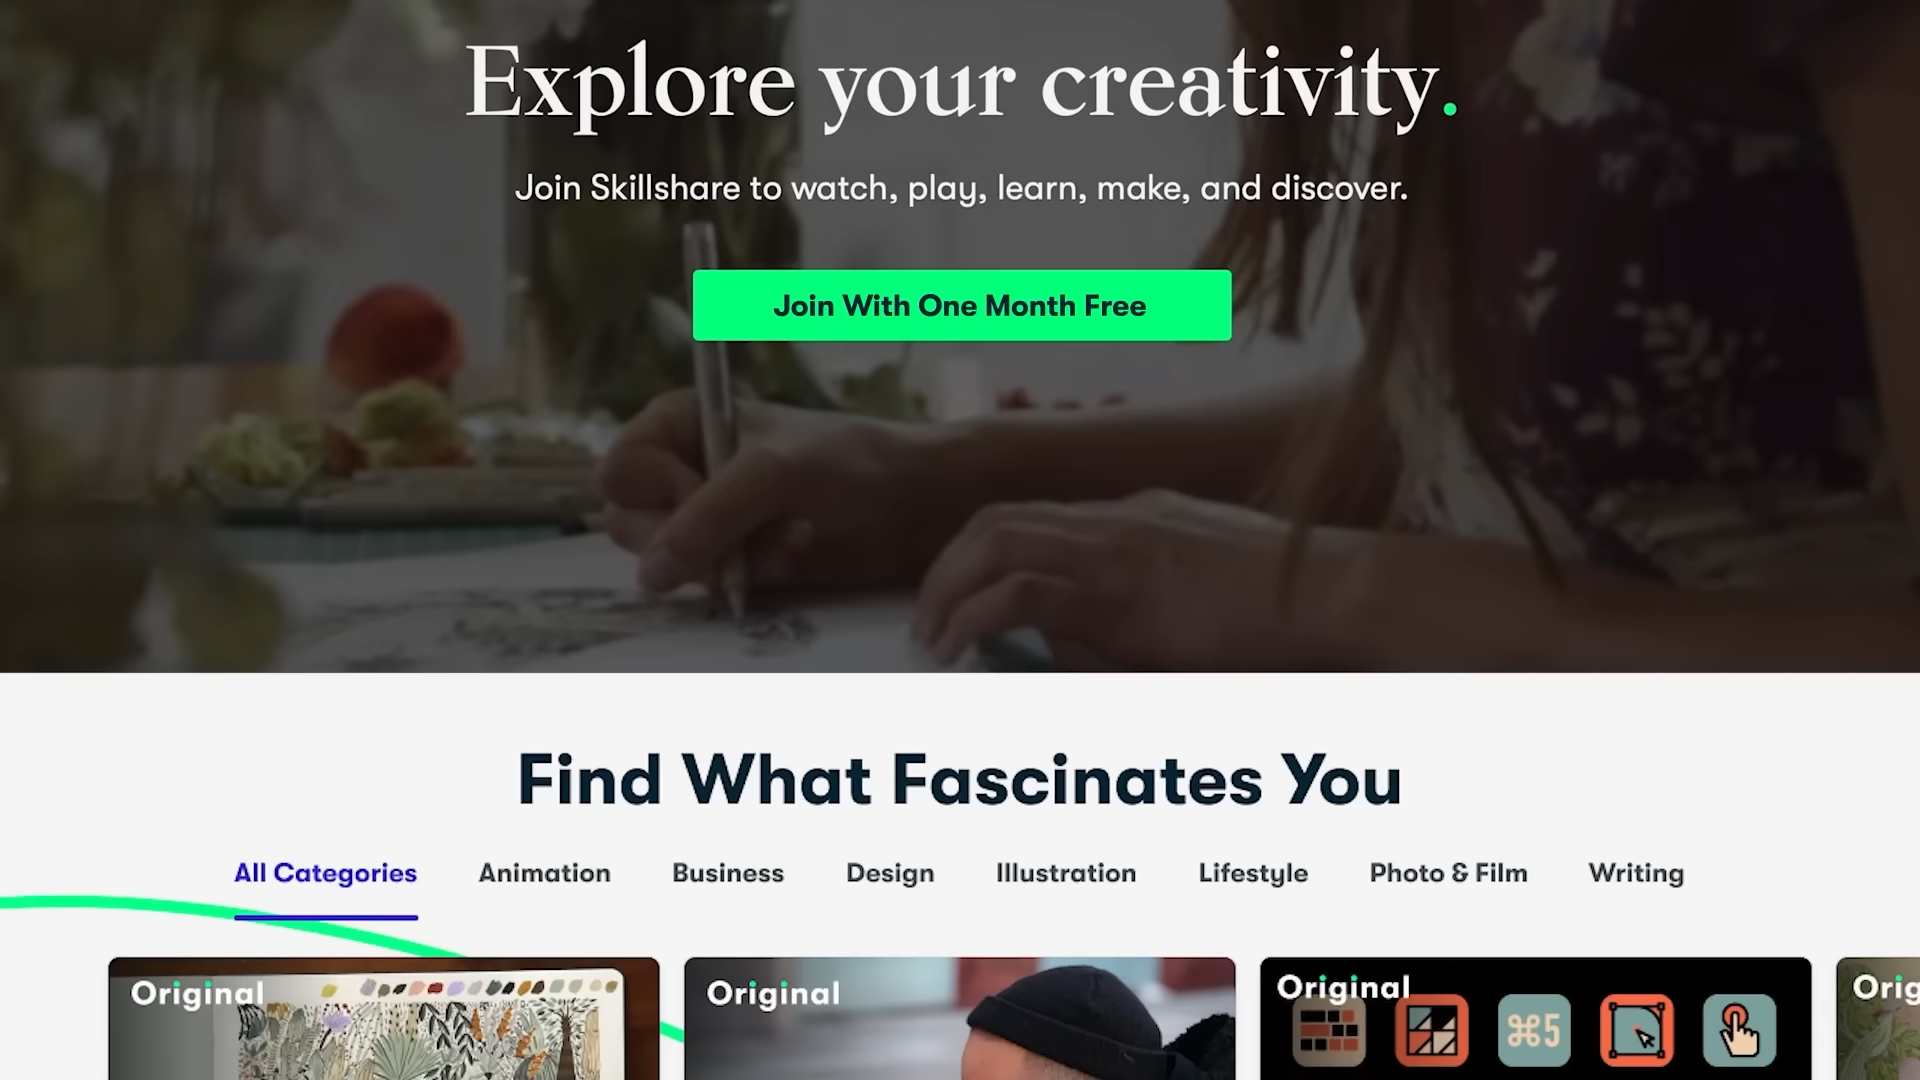 Explore your creativity.
Join Skillshare to watch, play, learn, make, and discover.
Join With One Month Free
Find What Fascinates You
All Categories Animation Business Design Illustration Lifestyle Photo & Film Writing
Original Original Original Orig
⌘5